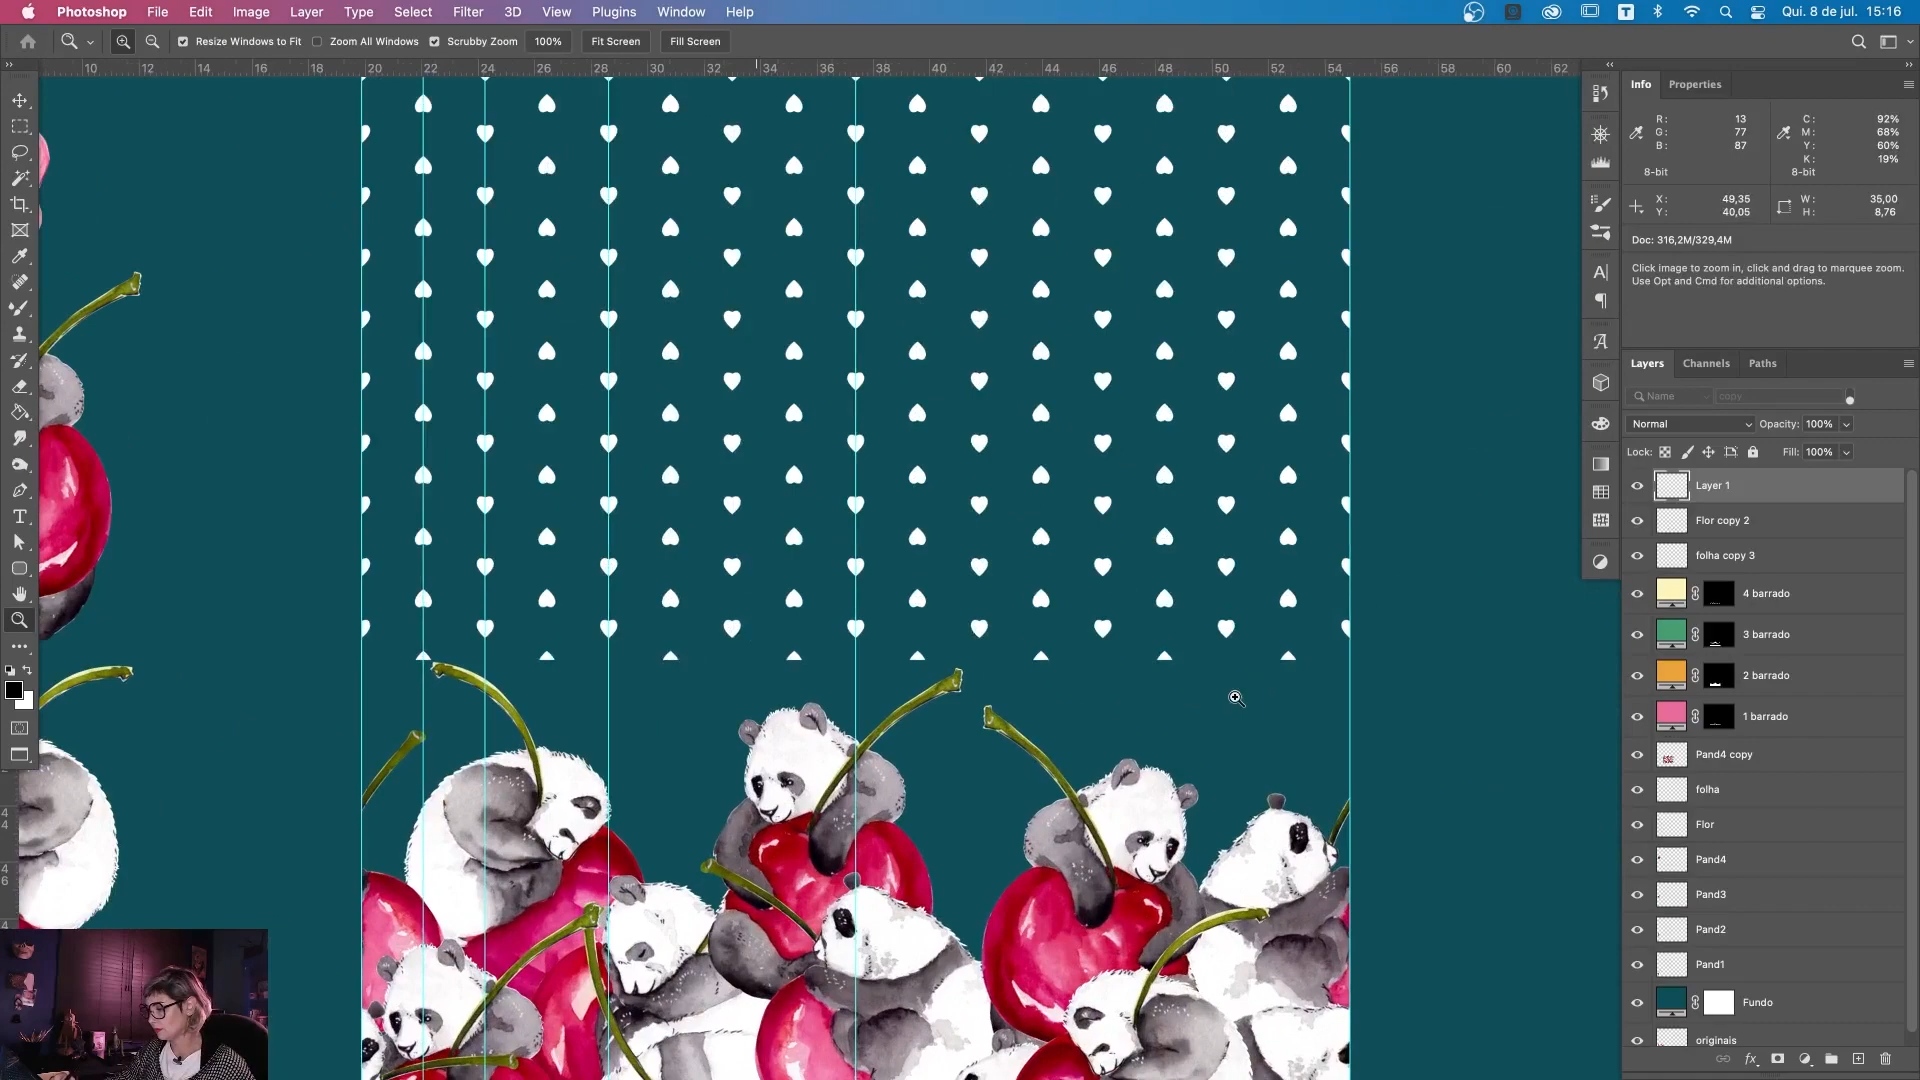 Photoshop File Edit Image Layer Type Select Filter 3D View Plugins Window Help Qui. 8 de jul. 15:16
Resize Windows to Fit Zoom All Windows Scrubby Zoom 100% Fit Screen Fill Screen
10 12 14 16 18 20 22 24 26 28 30 32 34 36 38 40 42 44 46 48 50 52 54 56 58 60 62
Info Properties
R: 13 C: 92%
G: 77 M: 68%
B: 87 Y: 60%
K: 19%
8-bit 8-bit
X: 49,35 W: 35,00
Y: 40,05 H: 8,76
Doc: 316,2M/329,4M
Click image to zoom in, click and drag to marquee zoom.
Use Opt and Cmd for additional options.
Layers Channels Paths
Name copy
Normal Opacity: 100%
Lock: Fill: 100%
Layer 1
Flor copy 2
folha copy 3
4 barrado
3 barrado
2 barrado
1 barrado
Pand4 copy
folha
Flor
Pand4
Pand3
Pand2
Pand1
Fundo
originais
fx
4
4
4
6
4